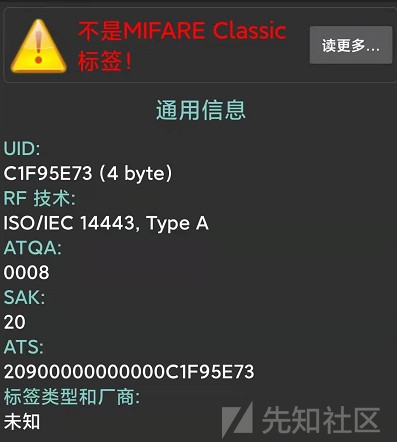 不是MIFARE Classic
标签!
读更多...
通用信息
UID:
C1F95E73 (4 byte)
RF 技术:
ISO/IEC 14443, Type A
ATQA:
0008
SAK:
20
ATS:
20900000000000C1F95E73
标签类型和厂商:
未知
先知社区